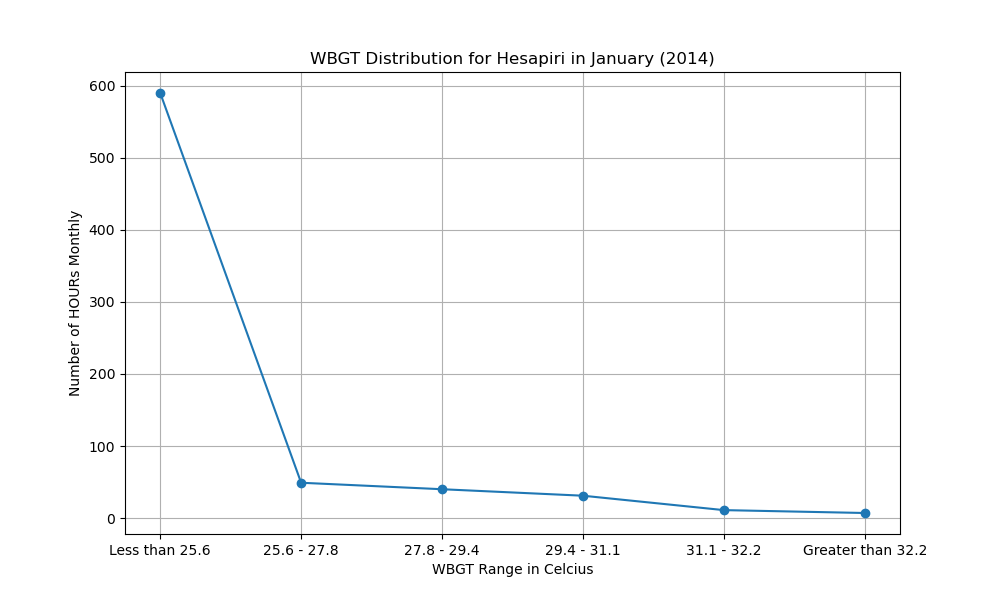 WBGT Distribution for Hesapiri in January (2014)
Number of HOURs Monthly
600
500
400
300
200
100
0
Less than 25.6
25.6 - 27.8
27.8 - 29.4
29.4 - 31.1
31.1 - 32.2
Greater than 32.2
WBGT Range in Celcius